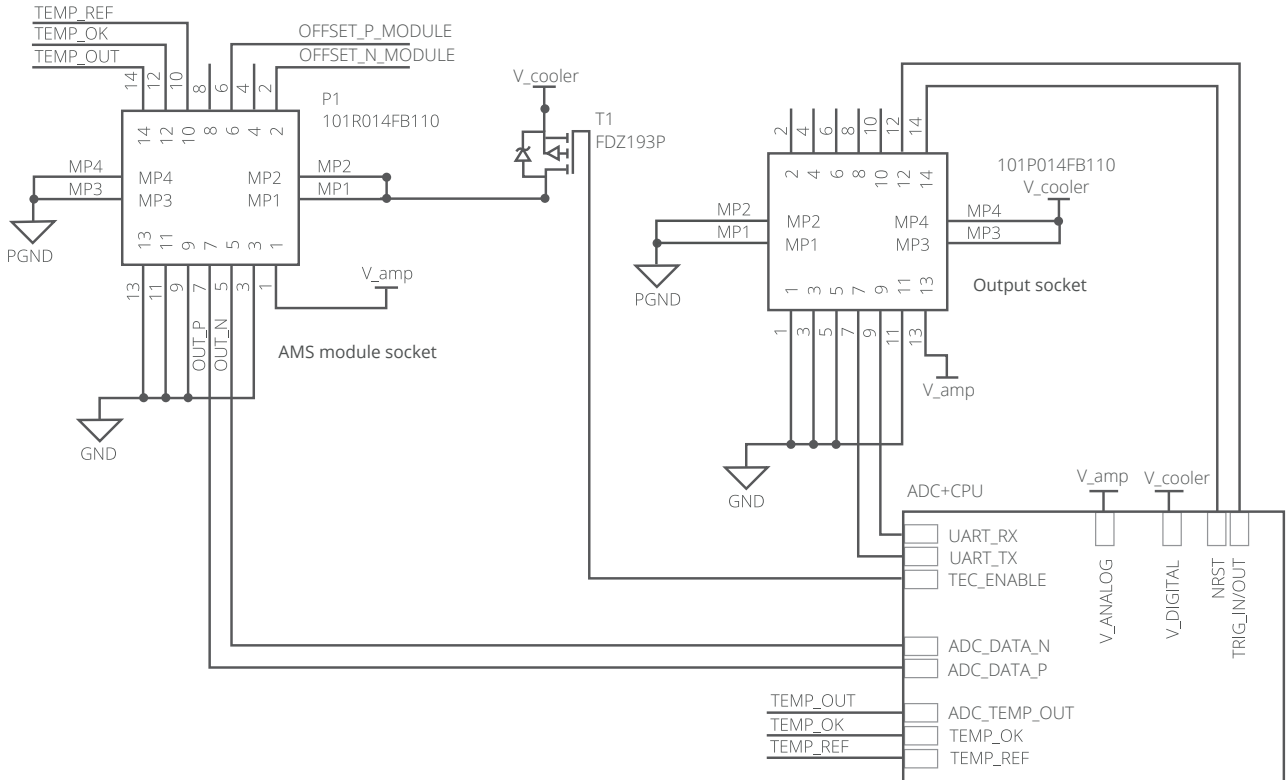 TEMP_REF
TEMP_OK
TEMP_OUT
OFFSET_P_MODULE
OFFSET_N_MODULE
14 12 10 8 6 4 2
P1
101R014FB110
14 12 10 8 6 4 2
MP4 MP4 MP2 MP2
MP3 MP3 MP1 MP1
13 11 9 7 5 3 1
13 11 9 7 5 3 1
PGND
V_amp
OUT_P
OUT_N
AMS module socket
GND
V_cooler
T1
FDZ193P
2 4 6 8 10 12 14
2 4 6 8 10 12 14
101P014FB110
V_cooler
MP2 MP2 MP4 MP4
MP1 MP1 MP3 MP3
1 3 5 7 9 11 13
1 3 5 7 9 11 13
PGND
Output socket
V_amp
GND
ADC+CPU
V_amp
V_cooler
UART_RX
UART_TX
TEC_ENABLE
V_ANALOG
V_DIGITAL
NRST
TRIG_IN/OUT
ADC_DATA_N
ADC_DATA_P
TEMP_OUT ADC_TEMP_OUT
TEMP_OK TEMP_OK
TEMP_REF TEMP_REF